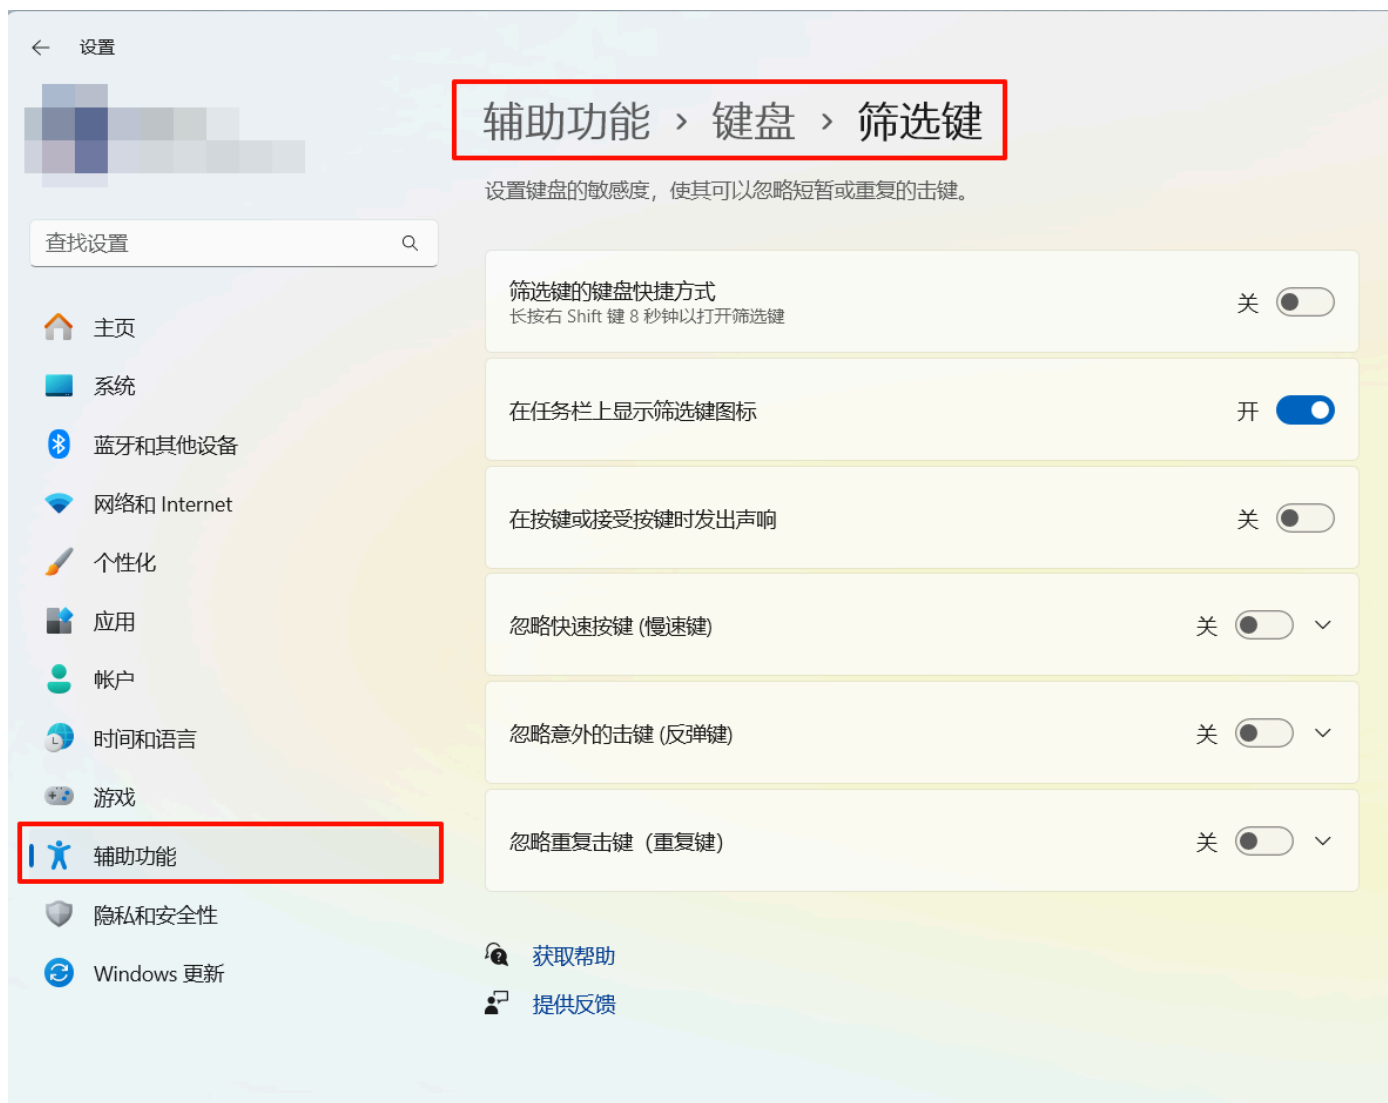 设置
辅助功能 › 键盘 › 筛选键
设置键盘的敏感度，使其可以忽略短暂或重复的击键。
查找设置
主页
系统
蓝牙和其他设备
网络和 Internet
个性化
应用
帐户
时间和语言
游戏
辅助功能
隐私和安全性
Windows 更新
筛选键的键盘快捷方式
长按右 Shift 键 8 秒钟以打开筛选键
关
在任务栏上显示筛选键图标
开
在按键或接受按键时发出声响
关
忽略快速按键 (慢速键)
关
忽略意外的击键 (反弹键)
关
忽略重复击键（重复键）
关
获取帮助
提供反馈